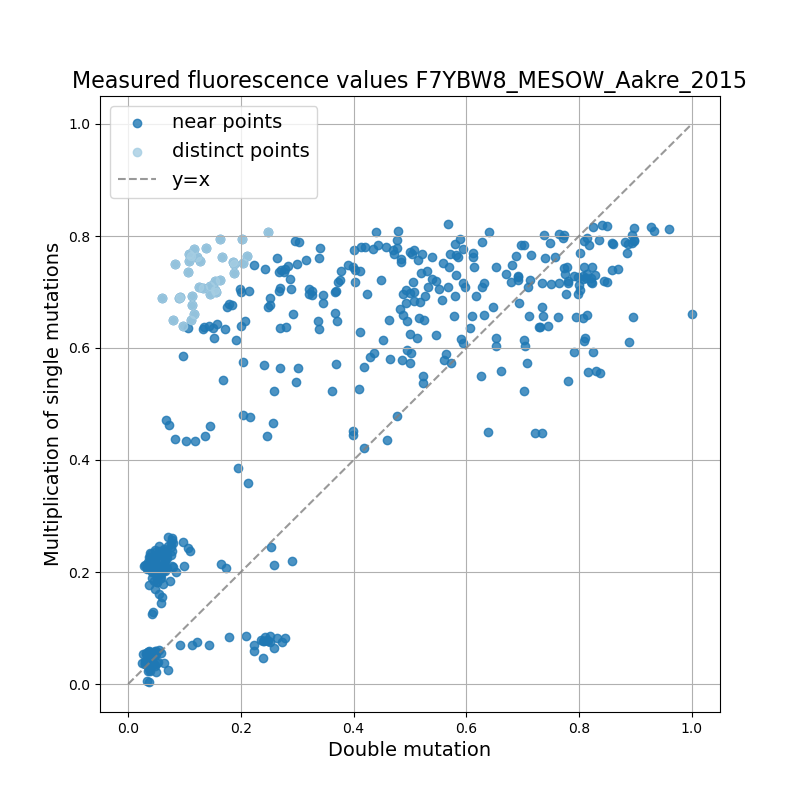 Measured fluorescence values F7YBW8_MESOW_Aakre_2015
near points
distinct points
y=x
Multiplication of single mutations
1.0
0.8
0.6
0.4
0.2
0.0
0.0 0.2 0.4 0.6 0.8 1.0
Double mutation